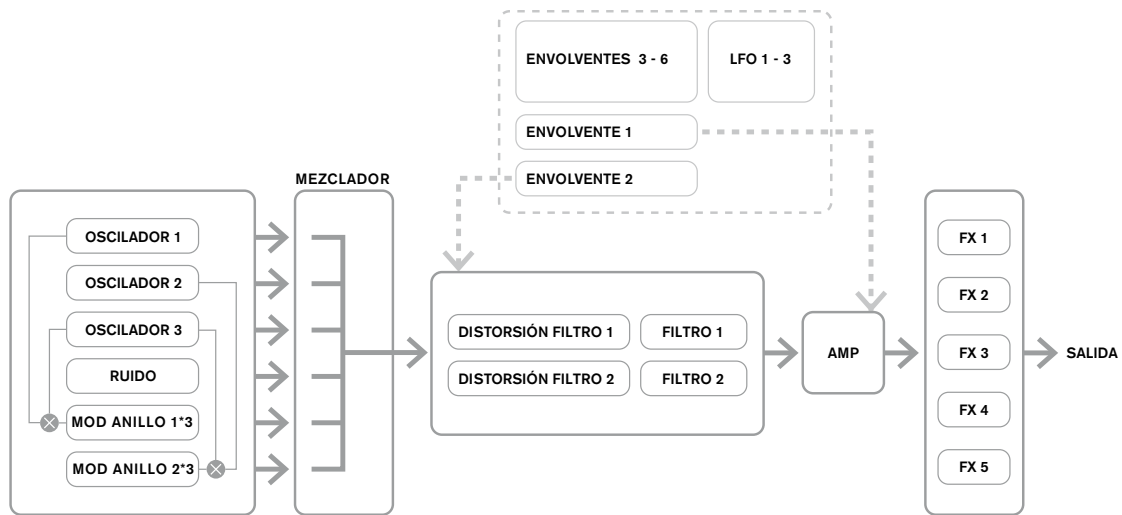 ENVOLVENTES 3 - 6
LFO 1 - 3
ENVOLVENTE 1
ENVOLVENTE 2
MEZCLADOR
OSCILADOR 1
OSCILADOR 2
OSCILADOR 3
RUIDO
MOD ANILLO 1*3
MOD ANILLO 2*3
DISTORSIÓN FILTRO 1
FILTRO 1
DISTORSIÓN FILTRO 2
FILTRO 2
AMP
FX 1
FX 2
FX 3
FX 4
FX 5
SALIDA